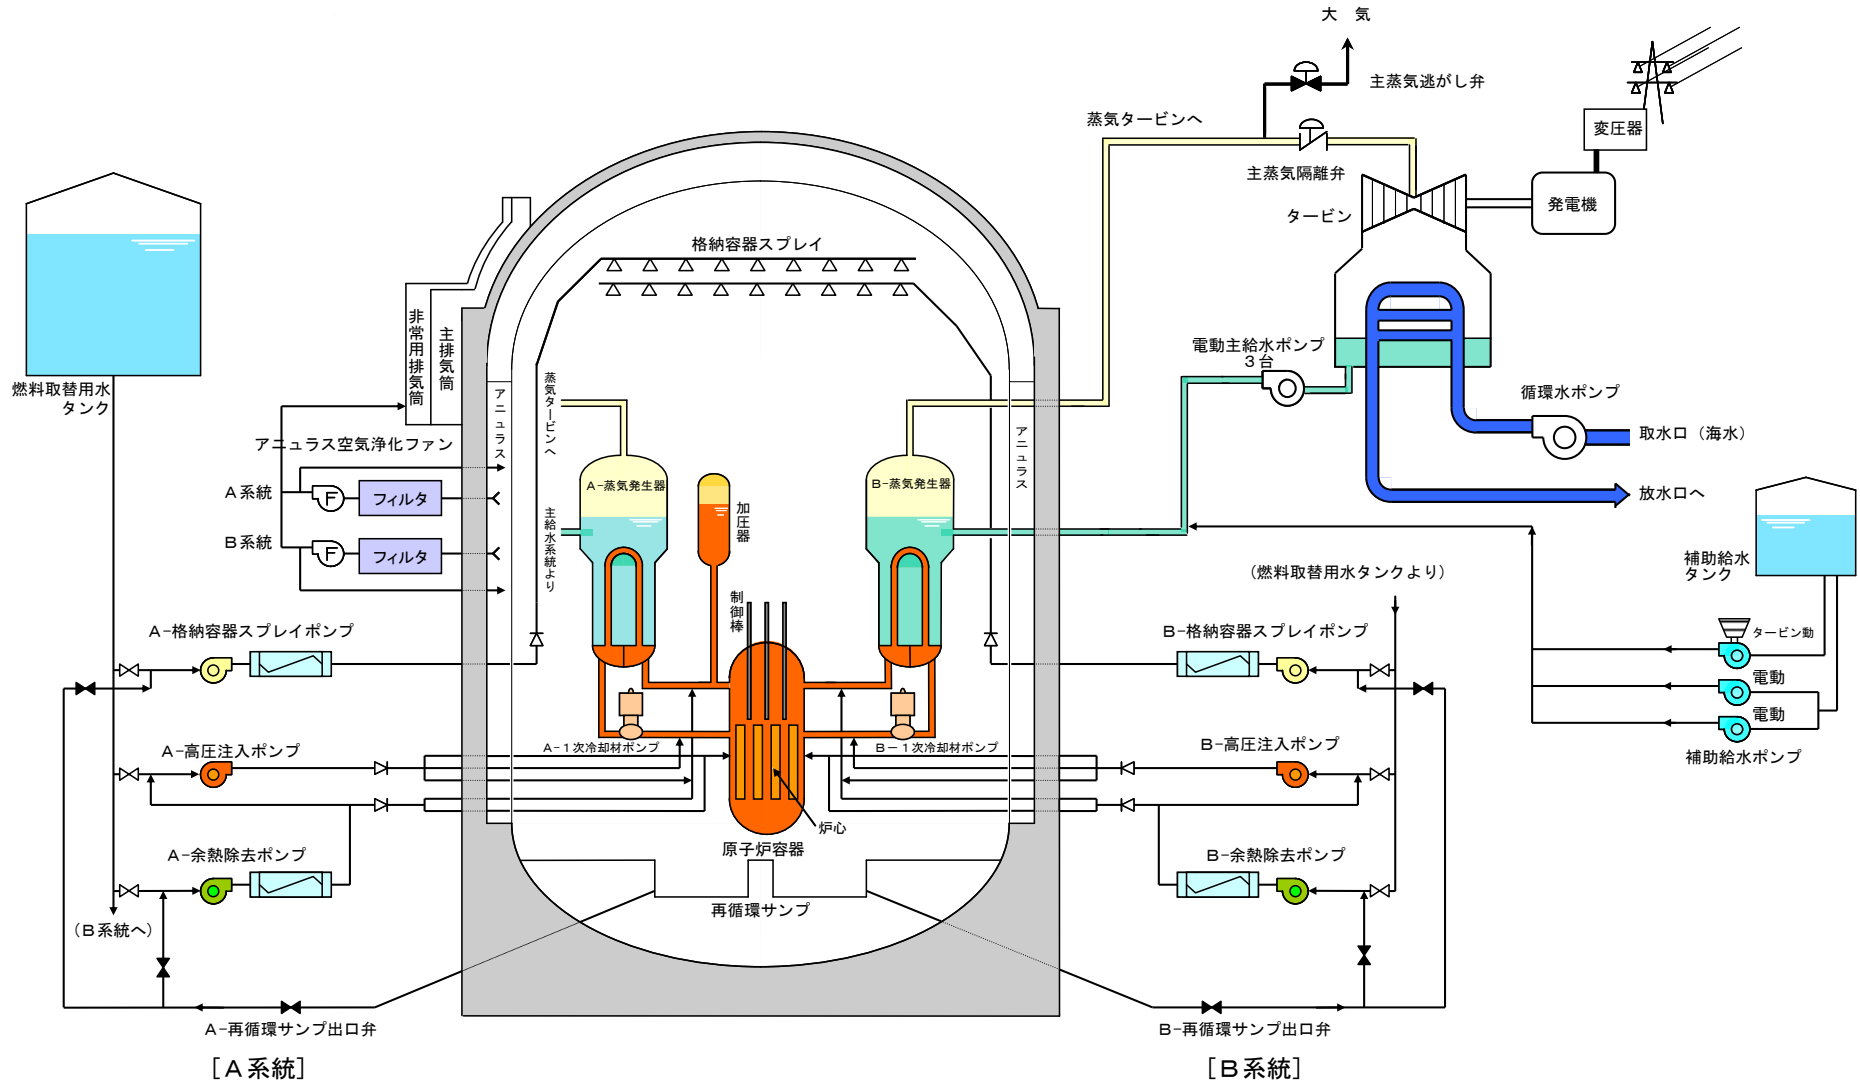 大　気
主蒸気逃がし弁
蒸気タービンへ
主蒸気隔離弁
変圧器
タービン
発電機
格納容器スプレイ
非常用排気筒
主排気筒
燃料取替用水
タンク
アニュラス
蒸気タービンへ
アニュラス
電動主給水ポンプ
３台
循環水ポンプ
取水口（海水）
放水口へ
アニュラス空気浄化ファン
A系統
F
フィルタ
B系統
F
フィルタ
A-蒸気発生器
B-蒸気発生器
加圧器
主給水系統より
制御棒
(燃料取替用水タンクより)
補助給水
タンク
タービン動
電動
電動
補助給水ポンプ
A-格納容器スプレイポンプ
B-格納容器スプレイポンプ
A-１次冷却材ポンプ
B－１次冷却材ポンプ
A-高圧注入ポンプ
B-高圧注入ポンプ
炉心
原子炉容器
A-余熱除去ポンプ
B-余熱除去ポンプ
再循環サンプ
(B系統へ)
A-再循環サンプ出口弁
B-再循環サンプ出口弁
[A系統]
[B系統]